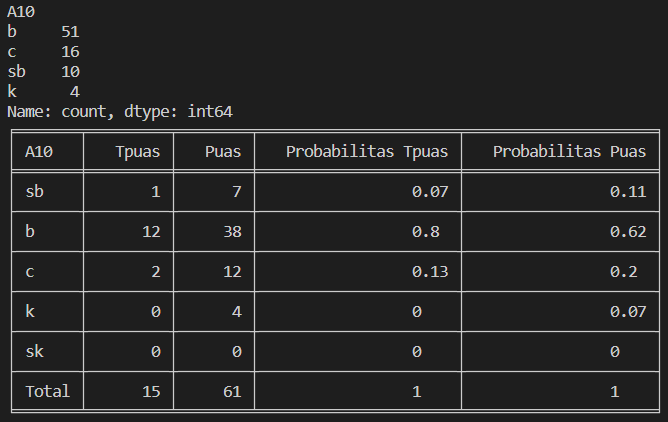 A10
b 51
c 16
sb 10
k 4
Name: count, dtype: int64
A10 Tpuas Puas Probabilitas Tpuas Probabilitas Puas
sb 1 7 0.07 0.11
b 12 38 0.8 0.62
c 2 12 0.13 0.2
k 0 4 0 0.07
sk 0 0 0 0
Total 15 61 1 1